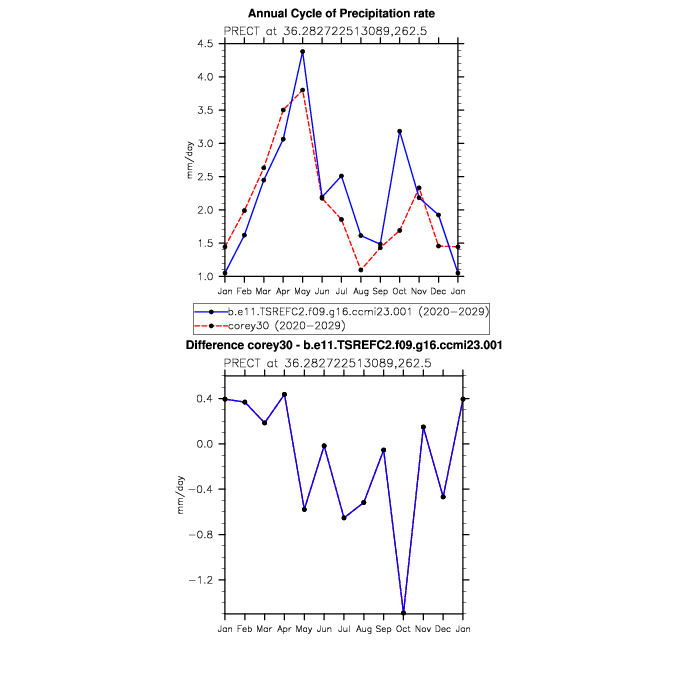 Annual Cycle of Precipitation rate
PRECT at 36.282722513089,262.5
4.5
4.0
3.5
3.0
2.5
2.0
1.5
1.0
mm/day
Jan Feb Mar Apr May Jun Jul Aug Sep Oct Nov Dec Jan
b.e11.TSREFC2.f09.g16.ccmi23.001 (2020-2029)
corey30 (2020-2029)
Difference corey30 - b.e11.TSREFC2.f09.g16.ccmi23.001
PRECT at 36.282722513089,262.5
0.4
0.0
-0.4
-0.8
-1.2
mm/day
Jan Feb Mar Apr May Jun Jul Aug Sep Oct Nov Dec Jan